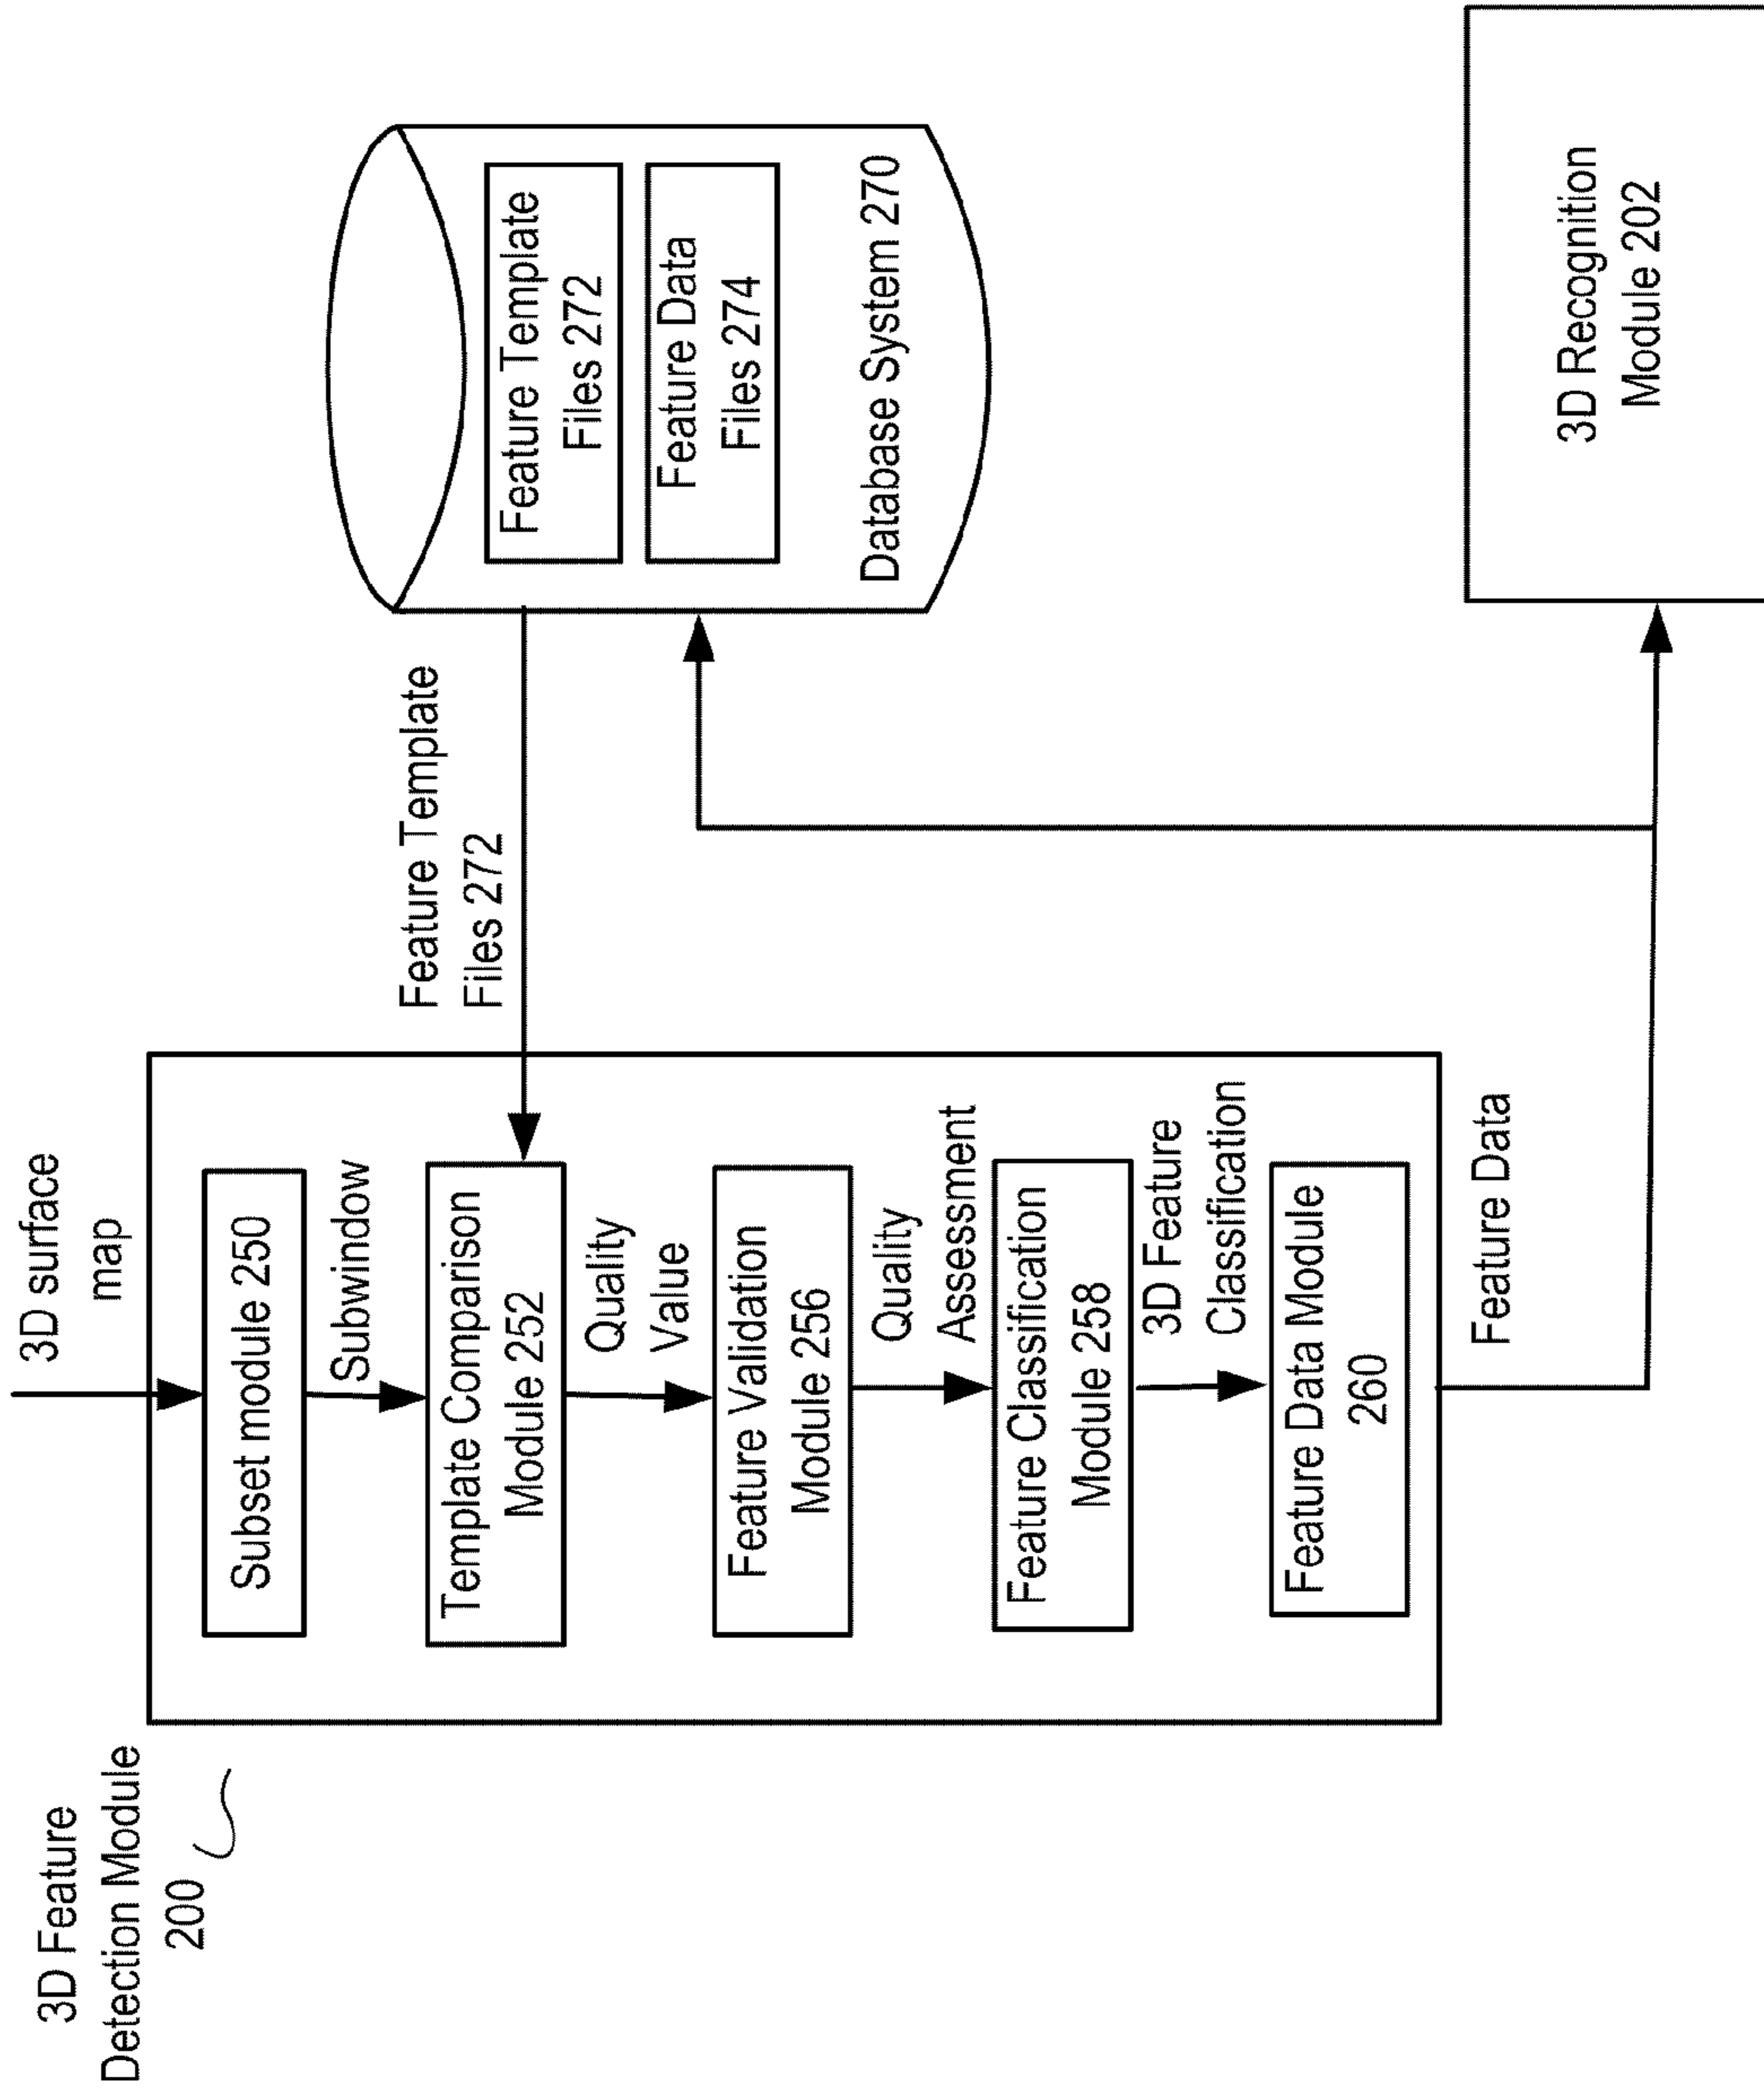 3D Feature
Detection Module
200
3D surface
map
Subset module 250
Subwindow
Template Comparison
Module 252
Quality
Value
Feature Validation
Module 256
Quality
Assessment
Feature Classification
Module 258
3D Feature
Classification
Feature Data Module
260
Feature Data
Feature Template
Files 272
Feature Template
Files 272
Feature Data
Files 274
Database System 270
3D Recognition
Module 202